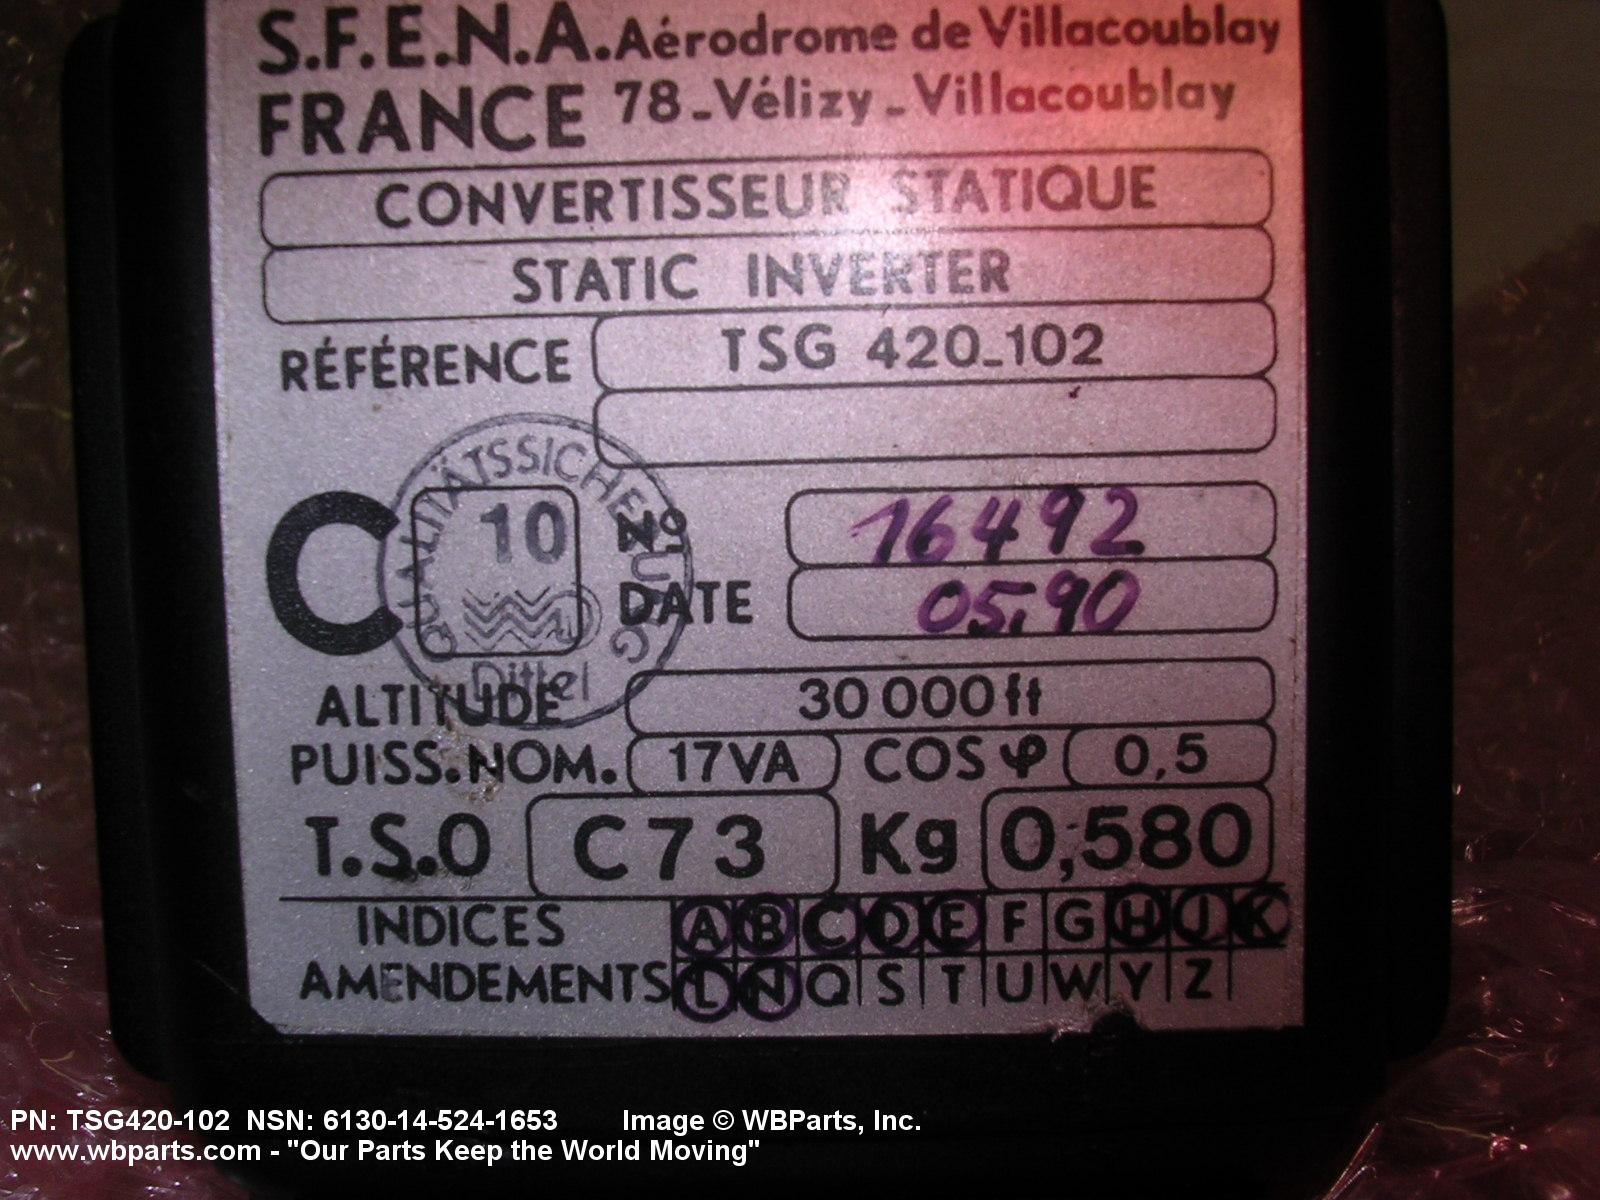 S.F.E.N.A. Aérodrome de Villacoublay
FRANCE 78-Vélizy-Villacoublay
CONVERTISSEUR STATIQUE
STATIC INVERTER
RÉFÉRENCE TSG 420-102
C
QUALITÄTSSICHERUNG
10
Dittel
No 16492
DATE 05.90
ALTITUDE 30 000 ft
PUISS.NOM. 17VA COS φ 0,5
T.S.O C73 Kg 0,580
INDICES A B C D E F G H J K
AMENDEMENTS L N Q S T U W Y Z
PN: TSG420-102 NSN: 6130-14-524-1653 Image © WBParts, Inc.
www.wbparts.com - "Our Parts Keep the World Moving"